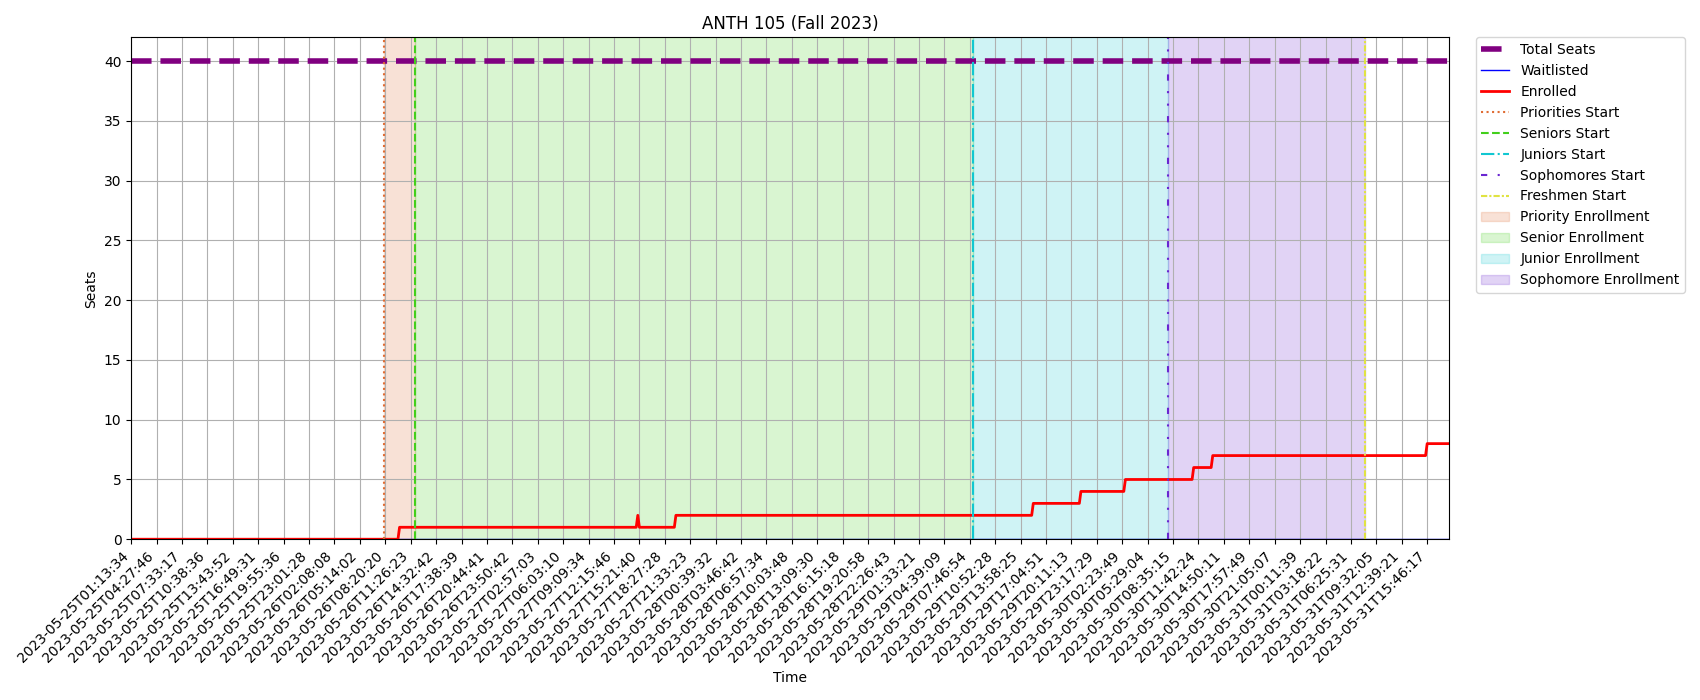 ANTH 105 (Fall 2023)
Total Seats
Waitlisted
Enrolled
Priorities Start
Seniors Start
Juniors Start
Sophomores Start
Freshmen Start
Priority Enrollment
Senior Enrollment
Junior Enrollment
Sophomore Enrollment
Seats
40
35
30
25
20
15
10
5
0
2023-05-25T01:13:34
2023-05-25T04:27:46
2023-05-25T07:33:17
2023-05-25T10:38:36
2023-05-25T13:43:52
2023-05-25T16:49:31
2023-05-25T19:55:36
2023-05-25T23:01:28
2023-05-26T02:08:08
2023-05-26T05:14:02
2023-05-26T08:20:20
2023-05-26T11:26:23
2023-05-26T14:32:42
2023-05-26T17:38:39
2023-05-26T20:44:41
2023-05-26T23:50:42
2023-05-27T02:57:03
2023-05-27T06:03:10
2023-05-27T09:09:34
2023-05-27T12:15:46
2023-05-27T15:21:40
2023-05-27T18:27:28
2023-05-27T21:33:23
2023-05-28T00:39:32
2023-05-28T03:46:42
2023-05-28T06:57:34
2023-05-28T10:03:48
2023-05-28T13:09:30
2023-05-28T16:15:18
2023-05-28T19:20:58
2023-05-28T22:26:43
2023-05-29T01:33:21
2023-05-29T04:39:09
2023-05-29T07:46:54
2023-05-29T10:52:28
2023-05-29T13:58:25
2023-05-29T17:04:51
2023-05-29T20:11:13
2023-05-29T23:17:29
2023-05-30T02:23:49
2023-05-30T05:29:04
2023-05-30T08:35:15
2023-05-30T11:42:24
2023-05-30T14:50:11
2023-05-30T17:57:49
2023-05-30T21:05:07
2023-05-31T00:11:39
2023-05-31T03:18:22
2023-05-31T06:25:31
2023-05-31T09:32:05
2023-05-31T12:39:21
2023-05-31T15:46:17
Time